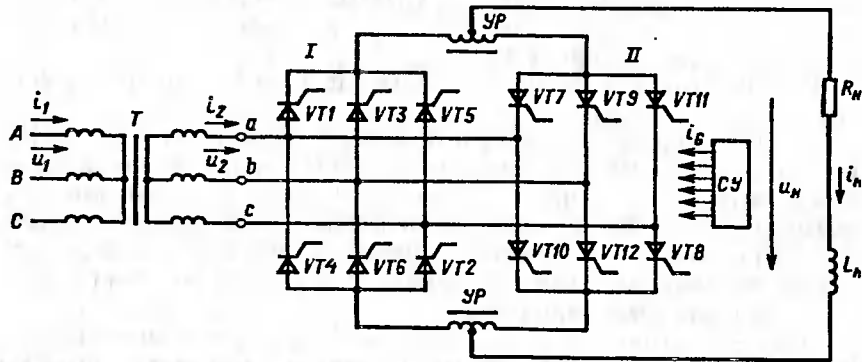 УР
I
II
i₁
i₂
A
T
a
VT1
VT3
VT5
VT7
VT9
VT11
Rн
u₁
u₂
iG
B
b
СУ
uн
iн
C
c
VT4
VT6
VT2
VT10
VT12
VT8
Lн
УР